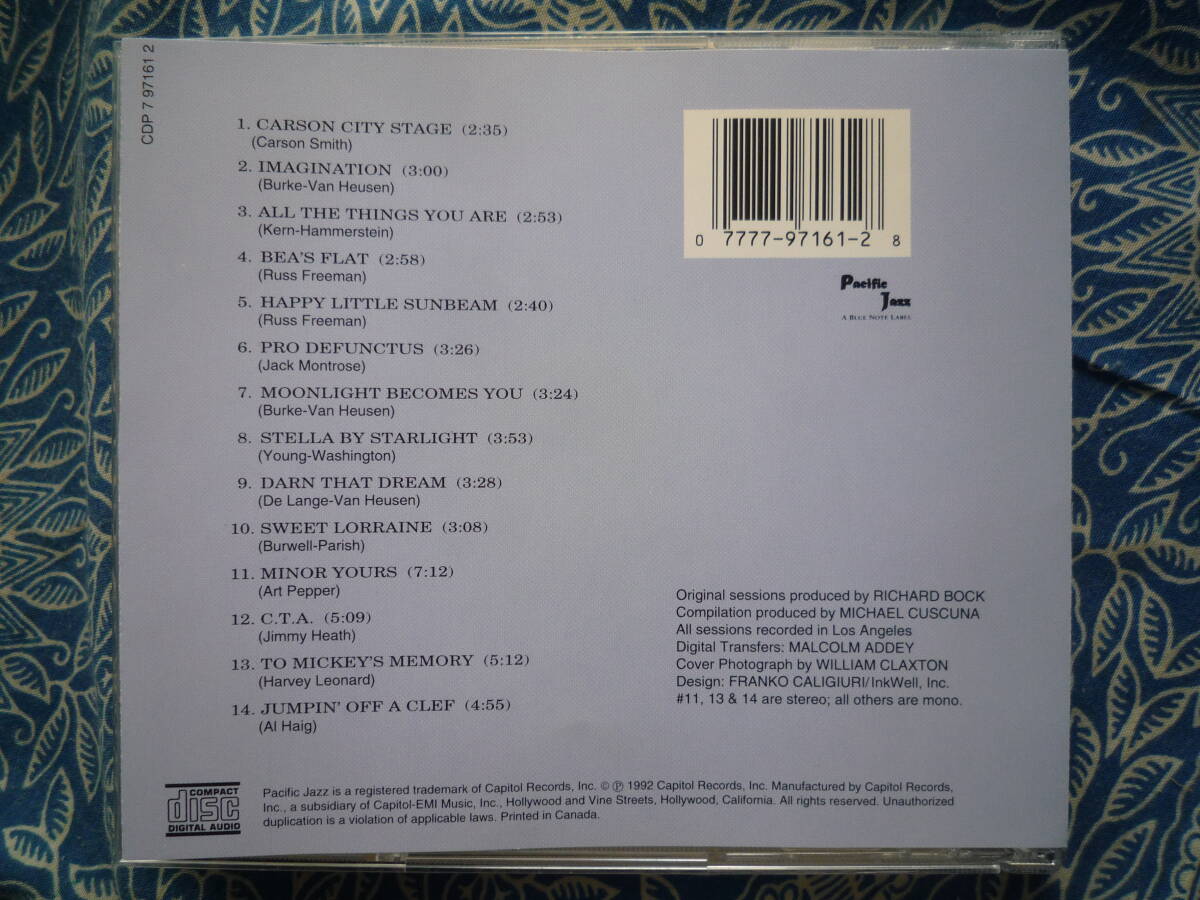 CDP 7 97161 2
1. CARSON CITY STAGE (2:35)
(Carson Smith)
2. IMAGINATION (3:00)
(Burke-Van Heusen)
3. ALL THE THINGS YOU ARE (2:53)
(Kern-Hammerstein)
4. BEA'S FLAT (2:58)
(Russ Freeman)
5. HAPPY LITTLE SUNBEAM (2:40)
(Russ Freeman)
6. PRO DEFUNCTUS (3:26)
(Jack Montrose)
7. MOONLIGHT BECOMES YOU (3:24)
(Burke-Van Heusen)
8. STELLA BY STARLIGHT (3:53)
(Young-Washington)
9. DARN THAT DREAM (3:28)
(De Lange-Van Heusen)
10. SWEET LORRAINE (3:08)
(Burwell-Parish)
11. MINOR YOURS (7:12)
(Art Pepper)
12. C.T.A. (5:09)
(Jimmy Heath)
13. TO MICKEY'S MEMORY (5:12)
(Harvey Leonard)
14. JUMPIN' OFF A CLEF (4:55)
(Al Haig)
0 7777-97161-2 8
Pacific
Jazz
A BLUE NOTE LABEL
Original sessions produced by RICHARD BOCK
Compilation produced by MICHAEL CUSCUNA
All sessions recorded in Los Angeles
Digital Transfers: MALCOLM ADDEY
Cover Photograph by WILLIAM CLAXTON
Design: FRANKO CALIGIURI/InkWell, Inc.
#11, 13 & 14 are stereo; all others are mono.
COMPACT
disc
DIGITAL AUDIO
Pacific Jazz is a registered trademark of Capitol Records, Inc. © ℗ 1992 Capitol Records, Inc. Manufactured by Capitol Records,
Inc., a subsidiary of Capitol-EMI Music, Inc., Hollywood and Vine Streets, Hollywood, California. All rights reserved. Unauthorized
duplication is a violation of applicable laws. Printed in Canada.